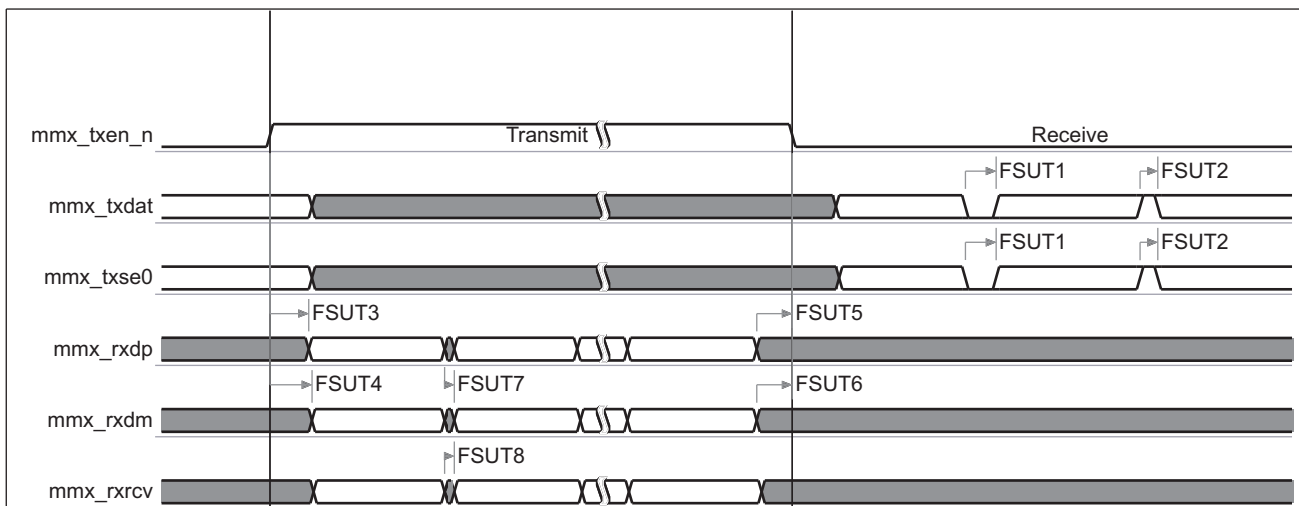 mmx_txen_n Transmit Receive
FSUT1 FSUT2
mmx_txdat
FSUT1 FSUT2
mmx_txse0
FSUT3 FSUT5
mmx_rxdp
FSUT4 FSUT7 FSUT6
mmx_rxdm
FSUT8
mmx_rxrcv